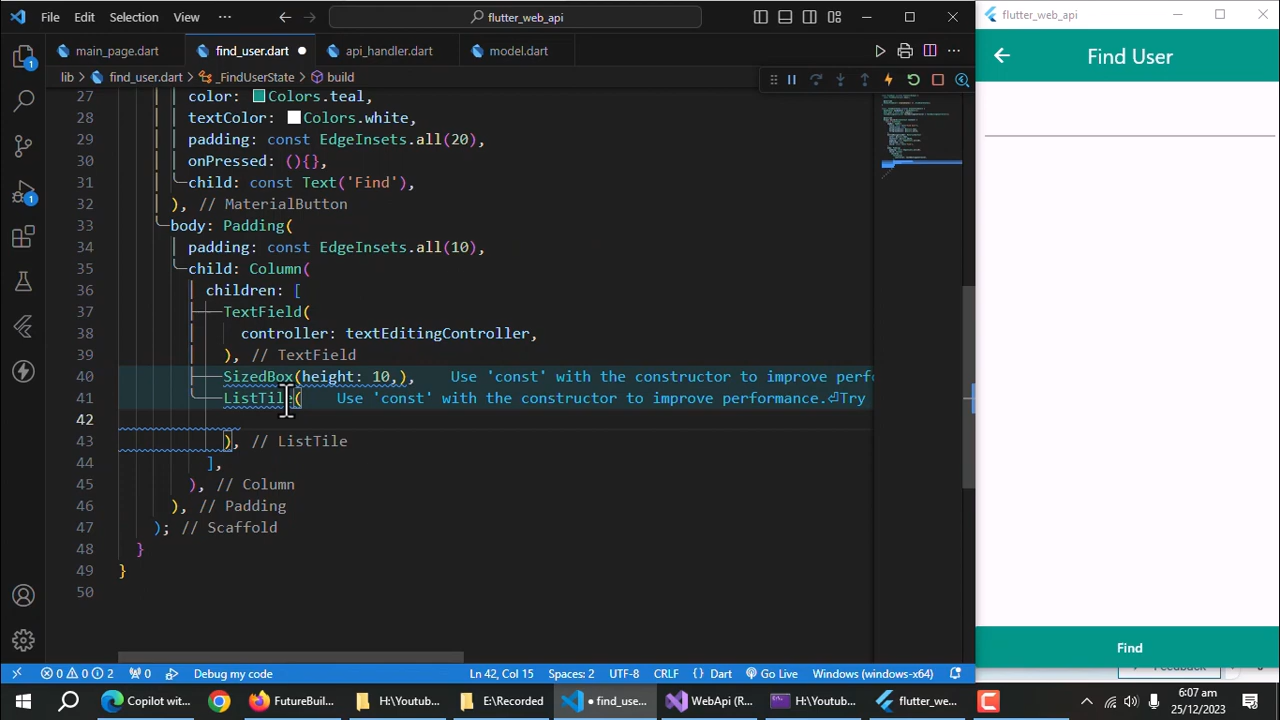 File Edit Selection View flutter_web_api
main_page.dart find_user.dart api_handler.dart model.dart
lib find_user.dart _FindUserState build
27 color: Colors.teal,
28 textColor: Colors.white,
29 padding: const EdgeInsets.all(20),
30 onPressed: (){},
31 child: const Text('Find'),
32 ), // MaterialButton
33 body: Padding(
34 padding: const EdgeInsets.all(10),
35 child: Column(
36 children: [
37 TextField(
38 controller: textEditingController,
39 ), // TextField
40 SizedBox(height: 10,), Use 'const' with the constructor to improve perf
41 ListTile( Use 'const' with the constructor to improve performance.⏎Try
42
43 ), // ListTile
44 ],
45 ), // Column
46 ), // Padding
47 ); // Scaffold
48 }
49 }
50
1
1
0 0 2 0 Debug my code Ln 42, Col 15 Spaces: 2 UTF-8 CRLF {} Dart Go Live Windows (windows-x64)
flutter_web_api
Find User
Find
Feedback
Copilot wit... FutureBuil... H:\Youtub... E:\Recorded find_use... WebApi (R... H:\Youtub... flutter_we... 6:07 am
25/12/2023